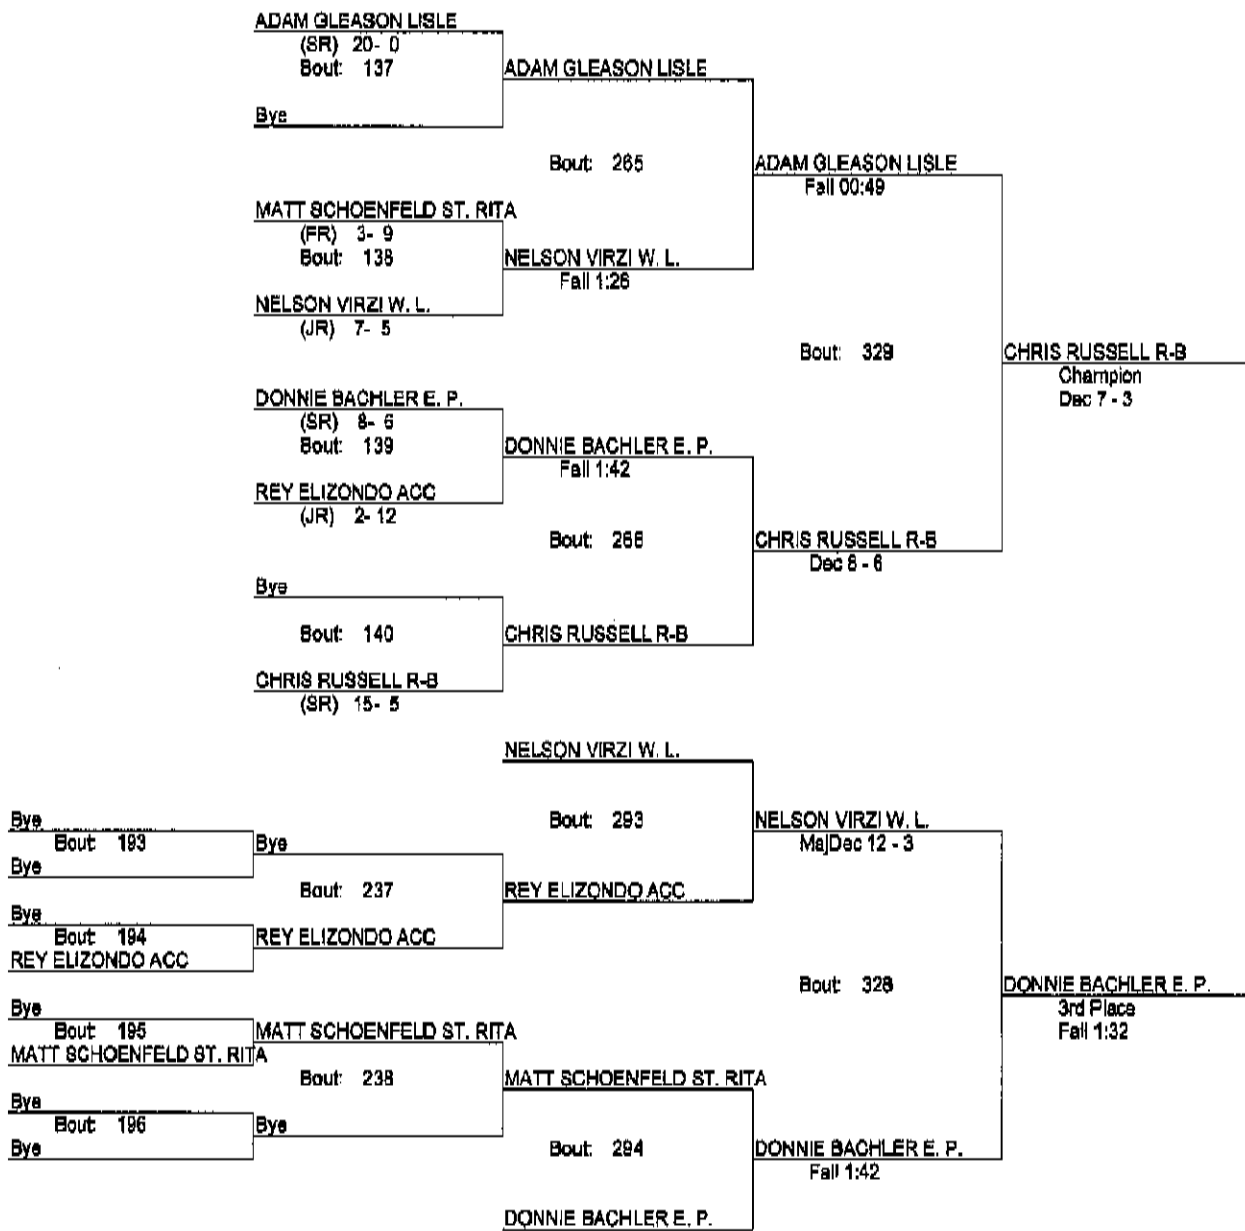 ADAM GLEASON LISLE
(SR) 20- 0
Bout: 137
ADAM GLEASON LISLE
Bye
Bout: 265
ADAM GLEASON LISLE
Fall 00:49
MATT SCHOENFELD ST. RITA
(FR) 3- 9
Bout: 138
NELSON VIRZI W. L.
Fall 1:26
NELSON VIRZI W. L.
(JR) 7- 5
Bout: 329
CHRIS RUSSELL R-B
Champion
Dec 7 - 3
DONNIE BACHLER E. P.
(SR) 8- 6
Bout: 139
DONNIE BACHLER E. P.
Fall 1:42
REY ELIZONDO ACC
(JR) 2- 12
Bout: 266
CHRIS RUSSELL R-B
Dec 8 - 6
Bye
Bout: 140
CHRIS RUSSELL R-B
CHRIS RUSSELL R-B
(SR) 15- 5
NELSON VIRZI W. L.
Bout: 293
NELSON VIRZI W. L.
MajDec 12 - 3
Bye
Bout: 193
Bye
Bye
Bout: 237
REY ELIZONDO ACC
Bye
Bout: 194
REY ELIZONDO ACC
REY ELIZONDO ACC
Bout: 328
DONNIE BACHLER E. P.
3rd Place
Fall 1:32
Bye
Bout: 195
MATT SCHOENFELD ST. RITA
MATT SCHOENFELD ST. RITA
Bout: 238
MATT SCHOENFELD ST. RITA
Bye
Bout: 196
Bye
Bye
Bout: 294
DONNIE BACHLER E. P.
Fall 1:42
DONNIE BACHLER E. P.